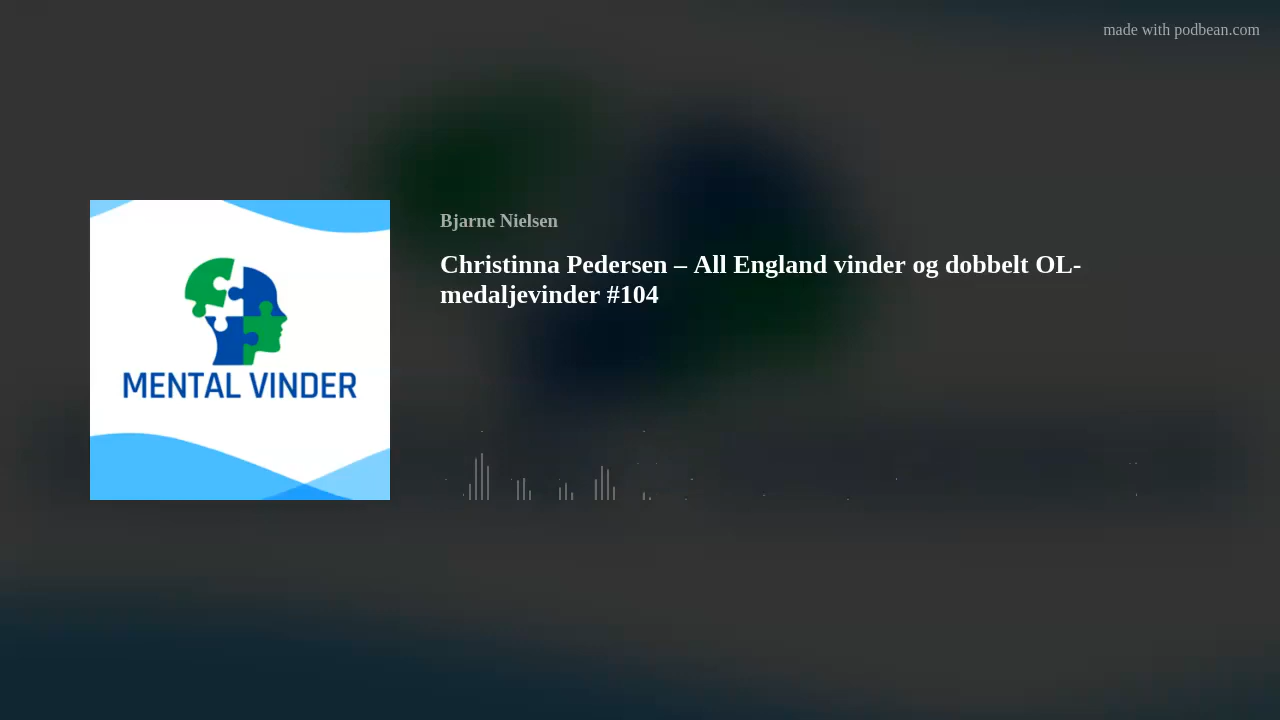 made with podbean.com
Bjarne Nielsen
Christinna Pedersen – All England vinder og dobbelt OL-
medaljevinder #104
MENTAL VINDER